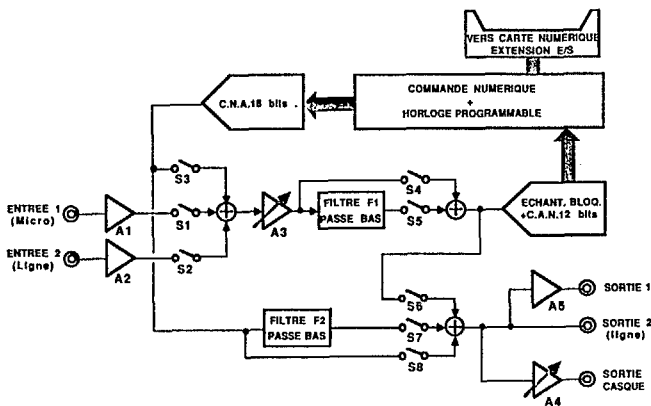 VERS CARTE NUMERIQUE
EXTENSION E/S
COMMANDE NUMERIQUE
+
HORLOGE PROGRAMMABLE
C.N.A. 16 bits .
S3
S4
ENTREE 1
(Micro)
A1
S1
A3
FILTRE F1
PASSE BAS
S5
ECHANT. BLOQ.
+C.A.N.12 bits
ENTREE 2
(Ligne)
A2
S2
S6
A5
SORTIE 1
FILTRE F2
PASSE BAS
S7
SORTIE 2
(ligne)
S8
A4
SORTIE
CASQUE